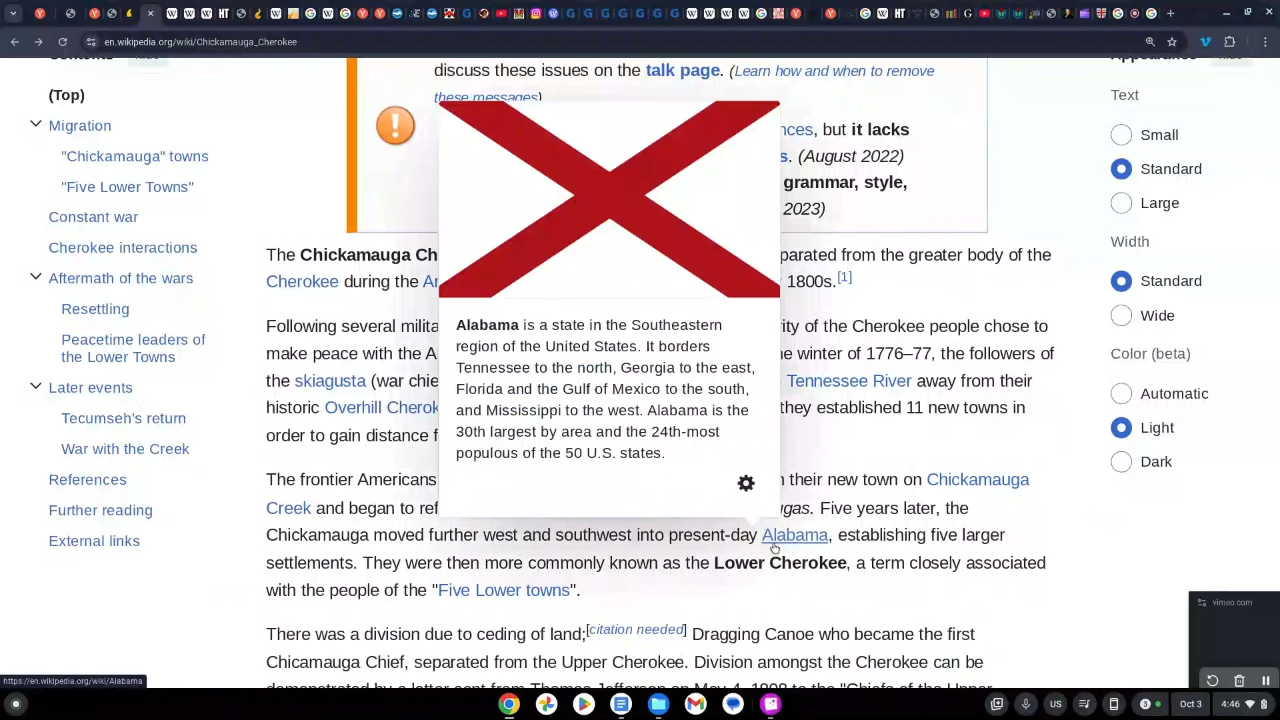 en.wikipedia.org/wiki/Chickamauga_Cherokee
(Top)
Migration
"Chickamauga" towns
"Five Lower Towns"
Constant war
Cherokee interactions
Aftermath of the wars
Resettling
Peacetime leaders of
the Lower Towns
Later events
Tecumseh's return
War with the Creek
References
Further reading
External links
discuss these issues on the talk page. (Learn how and when to remove
these messages)
nces, but it lacks
s. (August 2022)
grammar, style,
2023)
The Chickamauga Ch
parated from the greater body of the
Cherokee during the A
1800s.[1]
Following several milita
rity of the Cherokee people chose to
make peace with the A
e winter of 1776–77, the followers of
the skiagusta (war chie
Tennessee River away from their
historic Overhill Cherok
they established 11 new towns in
order to gain distance f
The frontier Americans
their new town on Chickamauga
Creek and began to ref
ugas. Five years later, the
Chickamauga moved further west and southwest into present-day Alabama, establishing five larger
settlements. They were then more commonly known as the Lower Cherokee, a term closely associated
with the people of the "Five Lower towns".
There was a division due to ceding of land;[citation needed] Dragging Canoe who became the first
Chicamauga Chief, separated from the Upper Cherokee. Division amongst the Cherokee can be
Alabama is a state in the Southeastern
region of the United States. It borders
Tennessee to the north, Georgia to the east,
Florida and the Gulf of Mexico to the south,
and Mississippi to the west. Alabama is the
30th largest by area and the 24th-most
populous of the 50 U.S. states.
Text
Small
Standard
Large
Width
Standard
Wide
Color (beta)
Automatic
Light
Dark
vimeo.com
https://en.wikipedia.org/wiki/Alabama
US
3
Oct 3
4:46